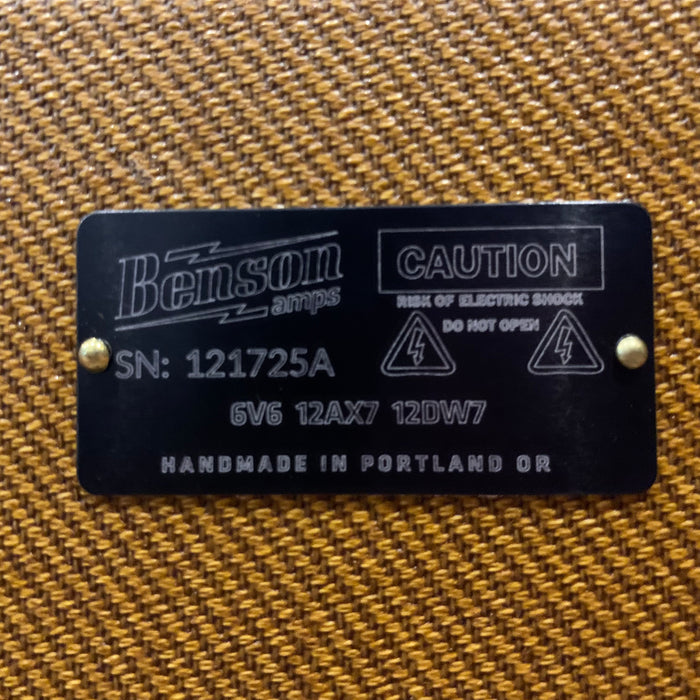 Benson
amps
SN: 121725A
CAUTION
RISK OF ELECTRIC SHOCK
DO NOT OPEN
6V6 12AX7 12DW7
HANDMADE IN PORTLAND OR